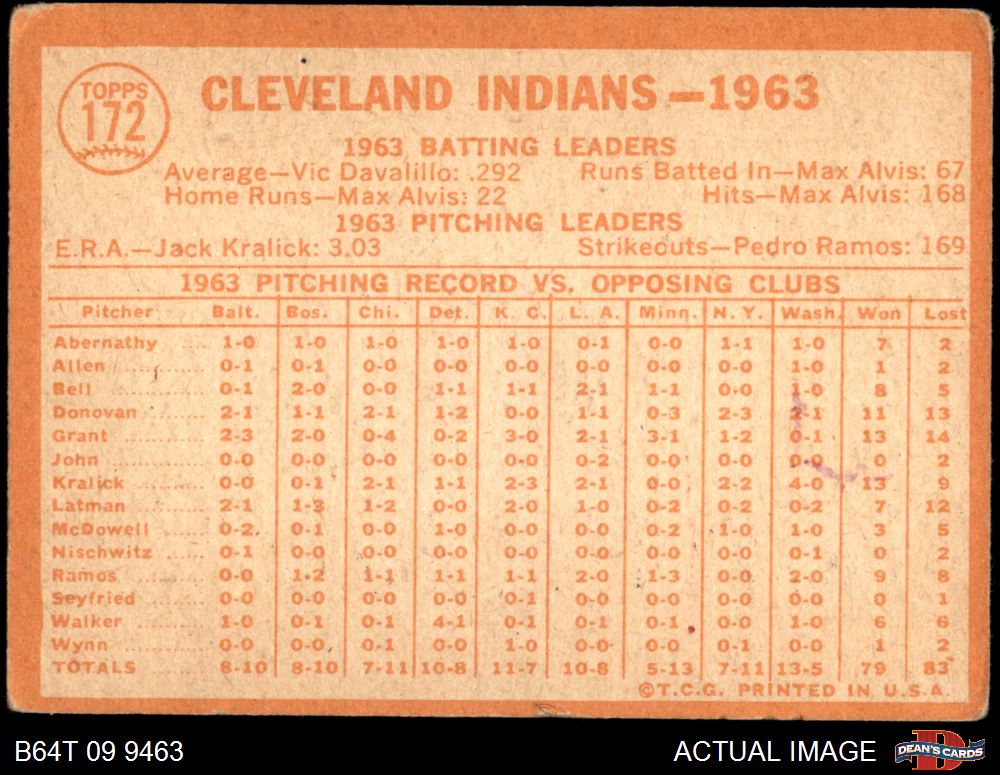 TOPPS
172
CLEVELAND INDIANS—1963
1963 BATTING LEADERS
Average—Vic Davalillo: .292 Runs Batted In—Max Alvis: 67
Home Runs—Max Alvis: 22 Hits—Max Alvis: 168
1963 PITCHING LEADERS
E.R.A.—Jack Kralick: 3.03 Strikeouts—Pedro Ramos: 169
1963 PITCHING RECORD VS. OPPOSING CLUBS
Pitcher Balt. Bos. Chi. Det. K. C. L. A. Minn. N. Y. Wash. Won Lost
Abernathy .... 1-0 1-0 1-0 1-0 1-0 0-1 0-0 1-1 1-0 7 2
Allen .......... 0-1 0-1 0-0 0-0 0-0 0-0 0-0 0-0 1-0 1 2
Bell ............ 0-1 2-0 0-0 1-1 1-1 2-1 1-1 0-0 1-0 8 5
Donovan ...... 2-1 1-1 2-1 1-2 0-0 1-1 0-3 2-3 2-1 11 13
Grant .......... 2-3 2-0 0-4 0-2 3-0 2-1 3-1 1-2 0-1 13 14
John ........... 0-0 0-0 0-0 0-0 0-0 0-2 0-0 0-0 0-0 0 2
Kralick ........ 0-0 0-1 2-1 1-1 2-3 2-1 0-0 2-2 4-0 13 9
Latman ........ 2-1 1-3 1-2 0-0 2-0 1-0 0-2 0-2 0-2 7 12
McDowell ..... 0-2 0-1 0-0 1-0 0-0 0-0 0-2 1-0 1-0 3 5
Nischwitz ..... 0-1 0-0 0-0 0-0 0-0 0-0 0-0 0-0 0-1 0 2
Ramos ......... 0-0 1-2 1-1 1-1 1-1 2-0 1-3 0-0 2-0 9 8
Seyfried ....... 0-0 0-0 0-0 0-0 0-1 0-0 0-0 0-0 0-0 0 1
Walker ......... 1-0 0-1 0-1 4-1 0-1 0-1 0-1 0-0 1-0 6 6
Wynn .......... 0-0 0-0 0-1 0-0 1-0 0-0 0-0 0-1 0-0 1 2
TOTALS 8-10 8-10 7-11 10-8 11-7 10-8 5-13 7-11 13-5 79 83
©T.C.G. PRINTED IN U.S.A.
B64T 09 9463 ACTUAL IMAGE DEAN'S CARDS